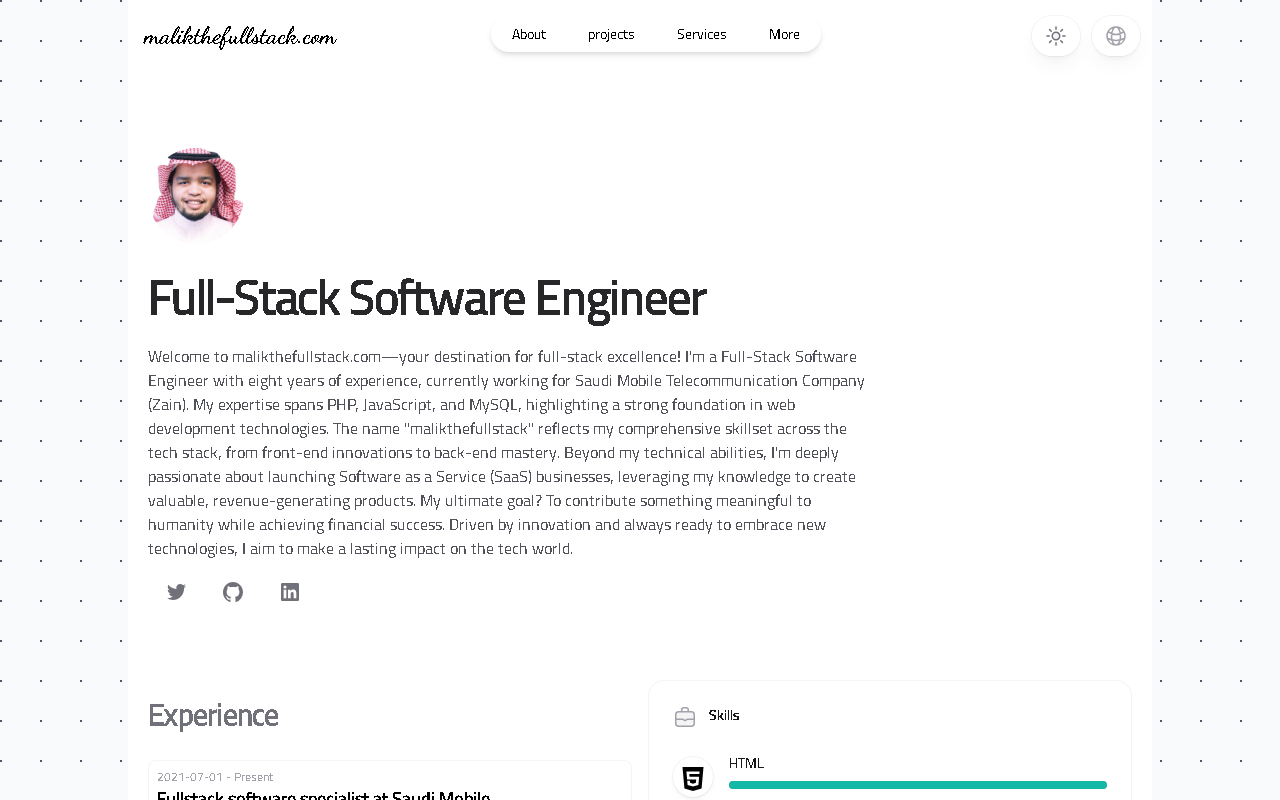 malikthefullstack.com
About
projects
Services
More
Full-Stack Software Engineer
Welcome to malikthefullstack.com—your destination for full-stack excellence! I'm a Full-Stack Software
Engineer with eight years of experience, currently working for Saudi Mobile Telecommunication Company
(Zain). My expertise spans PHP, JavaScript, and MySQL, highlighting a strong foundation in web
development technologies. The name "malikthefullstack" reflects my comprehensive skillset across the
tech stack, from front-end innovations to back-end mastery. Beyond my technical abilities, I'm deeply
passionate about launching Software as a Service (SaaS) businesses, leveraging my knowledge to create
valuable, revenue-generating products. My ultimate goal? To contribute something meaningful to
humanity while achieving financial success. Driven by innovation and always ready to embrace new
technologies, I aim to make a lasting impact on the tech world.
Experience
2021-07-01 - Present
Fullstack software specialist at Saudi Mobile
Skills
HTML